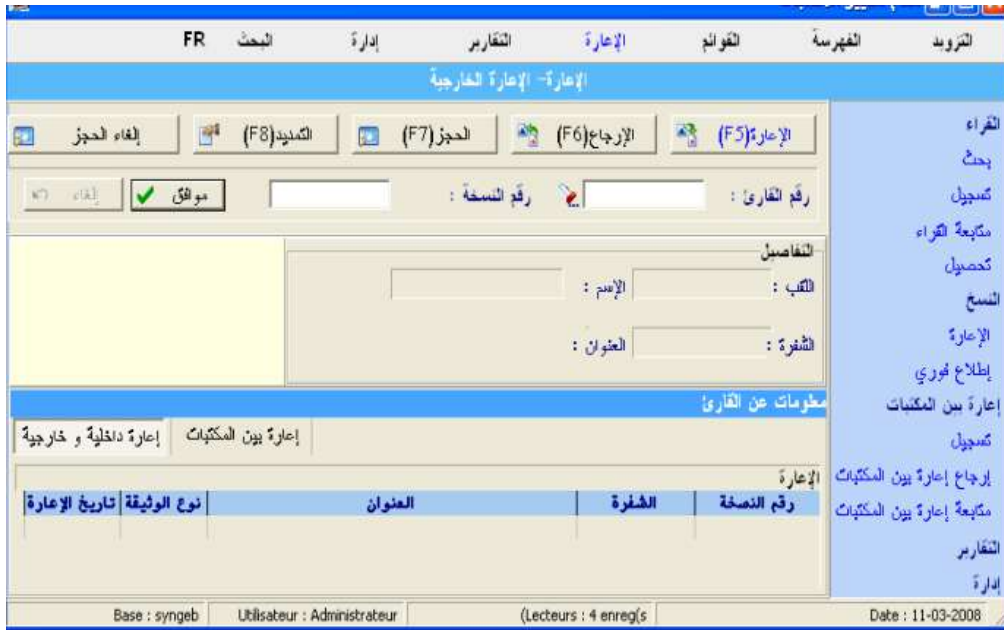 التزويد الفهرسة القوائم الإعارة التقارير إدارة البحث FR
الإعارة- الإعارة الخارجية
القراء
بحث
تسجيل
متابعة القراء
تحصيل
النسخ
الإعارة
إطلاع فوري
إعارة بين المكتبات
تسجيل
إرجاع إعارة بين المكتبات
متابعة إعارة بين المكتبات
التقارير
إدارة
الإعارة(F5) الإرجاع(F6) الحجز(F7) التمديد(F8) إلغاء الحجز
رقم القارئ : رقم النسخة : موافق إلغاء
التفاصيل
اللقب : الإسم :
الشفرة : العنوان :
معلومات عن القارئ
إعارة بين المكتبات إعارة داخلية و خارجية
الإعارة
رقم النسخة الشفرة العنوان نوع الوثيقة تاريخ الإعارة
Base : syngeb Utilisateur : Administrateur (Lecteurs : 4 enreg(s Date : 11-03-2008